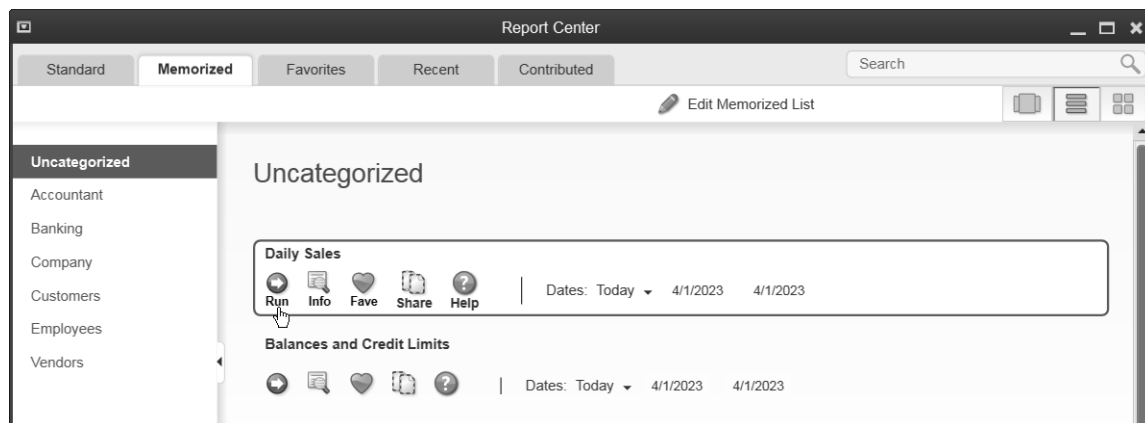 Report Center
Standard Memorized Favorites Recent Contributed Search
Edit Memorized List
Uncategorized
Accountant
Banking
Company
Customers
Employees
Vendors
Uncategorized
Daily Sales
Run Info Fave Share Help Dates: Today 4/1/2023 4/1/2023
Balances and Credit Limits
Dates: Today 4/1/2023 4/1/2023